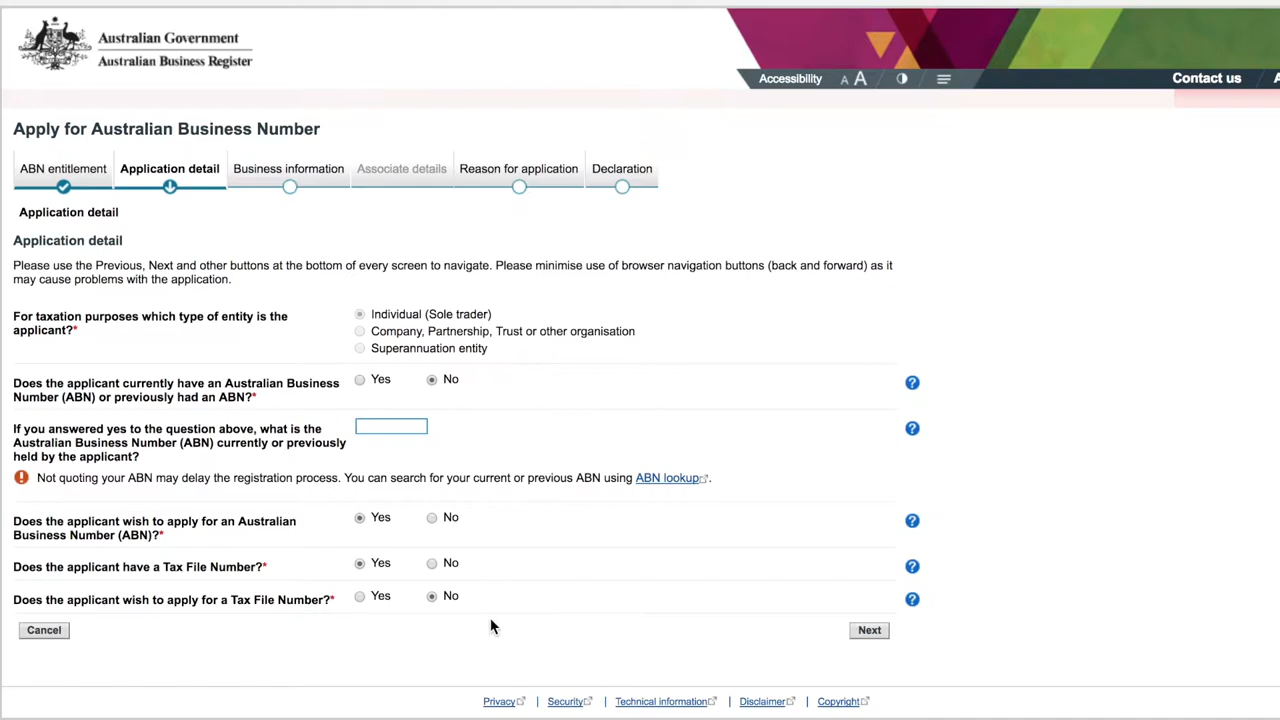 Australian Government
Australian Business Register
Accessibility A A
Contact us / A
Apply for Australian Business Number
ABN entitlement Application detail Business information Associate details Reason for application Declaration
Application detail
Application detail
Please use the Previous, Next and other buttons at the bottom of every screen to navigate. Please minimise use of browser navigation buttons (back and forward) as it
may cause problems with the application.
For taxation purposes which type of entity is the
applicant?*
Individual (Sole trader)
Company, Partnership, Trust or other organisation
Superannuation entity
Does the applicant currently have an Australian Business
Number (ABN) or previously had an ABN?*
Yes No
If you answered yes to the question above, what is the
Australian Business Number (ABN) currently or previously
held by the applicant?
Not quoting your ABN may delay the registration process. You can search for your current or previous ABN using ABN lookup.
Does the applicant wish to apply for an Australian
Business Number (ABN)?*
Yes No
Does the applicant have a Tax File Number?* Yes No
Does the applicant wish to apply for a Tax File Number?* Yes No
Cancel Next
Privacy | Security | Technical information | Disclaimer | Copyright